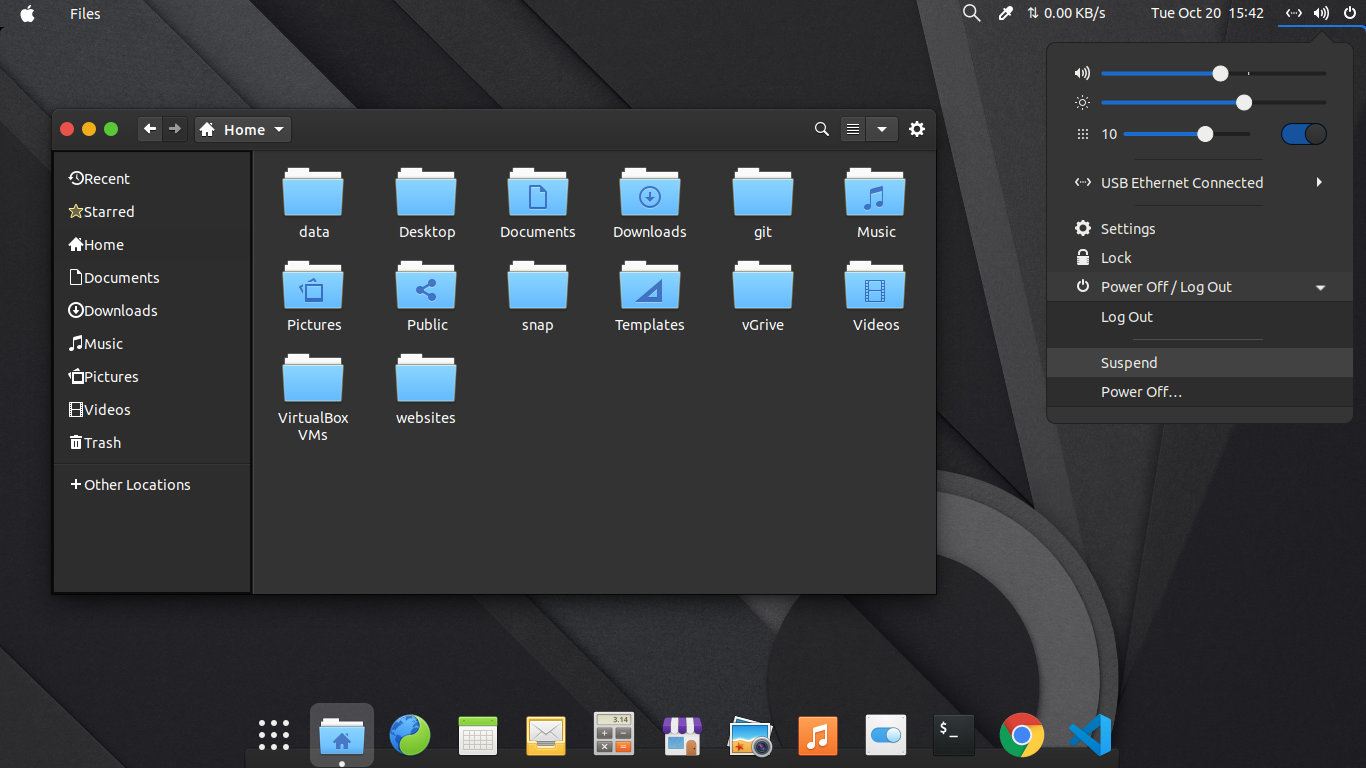 Files
0.00 KB/s
Tue Oct 20 15:42
Home
Recent
Starred
Home
Documents
Downloads
Music
Pictures
Videos
Trash
Other Locations
data
Desktop
Documents
Downloads
git
Music
Pictures
Public
snap
Templates
vGrive
Videos
VirtualBox
VMs
websites
10
USB Ethernet Connected
Settings
Lock
Power Off / Log Out
Log Out
Suspend
Power Off...
3.14
$_